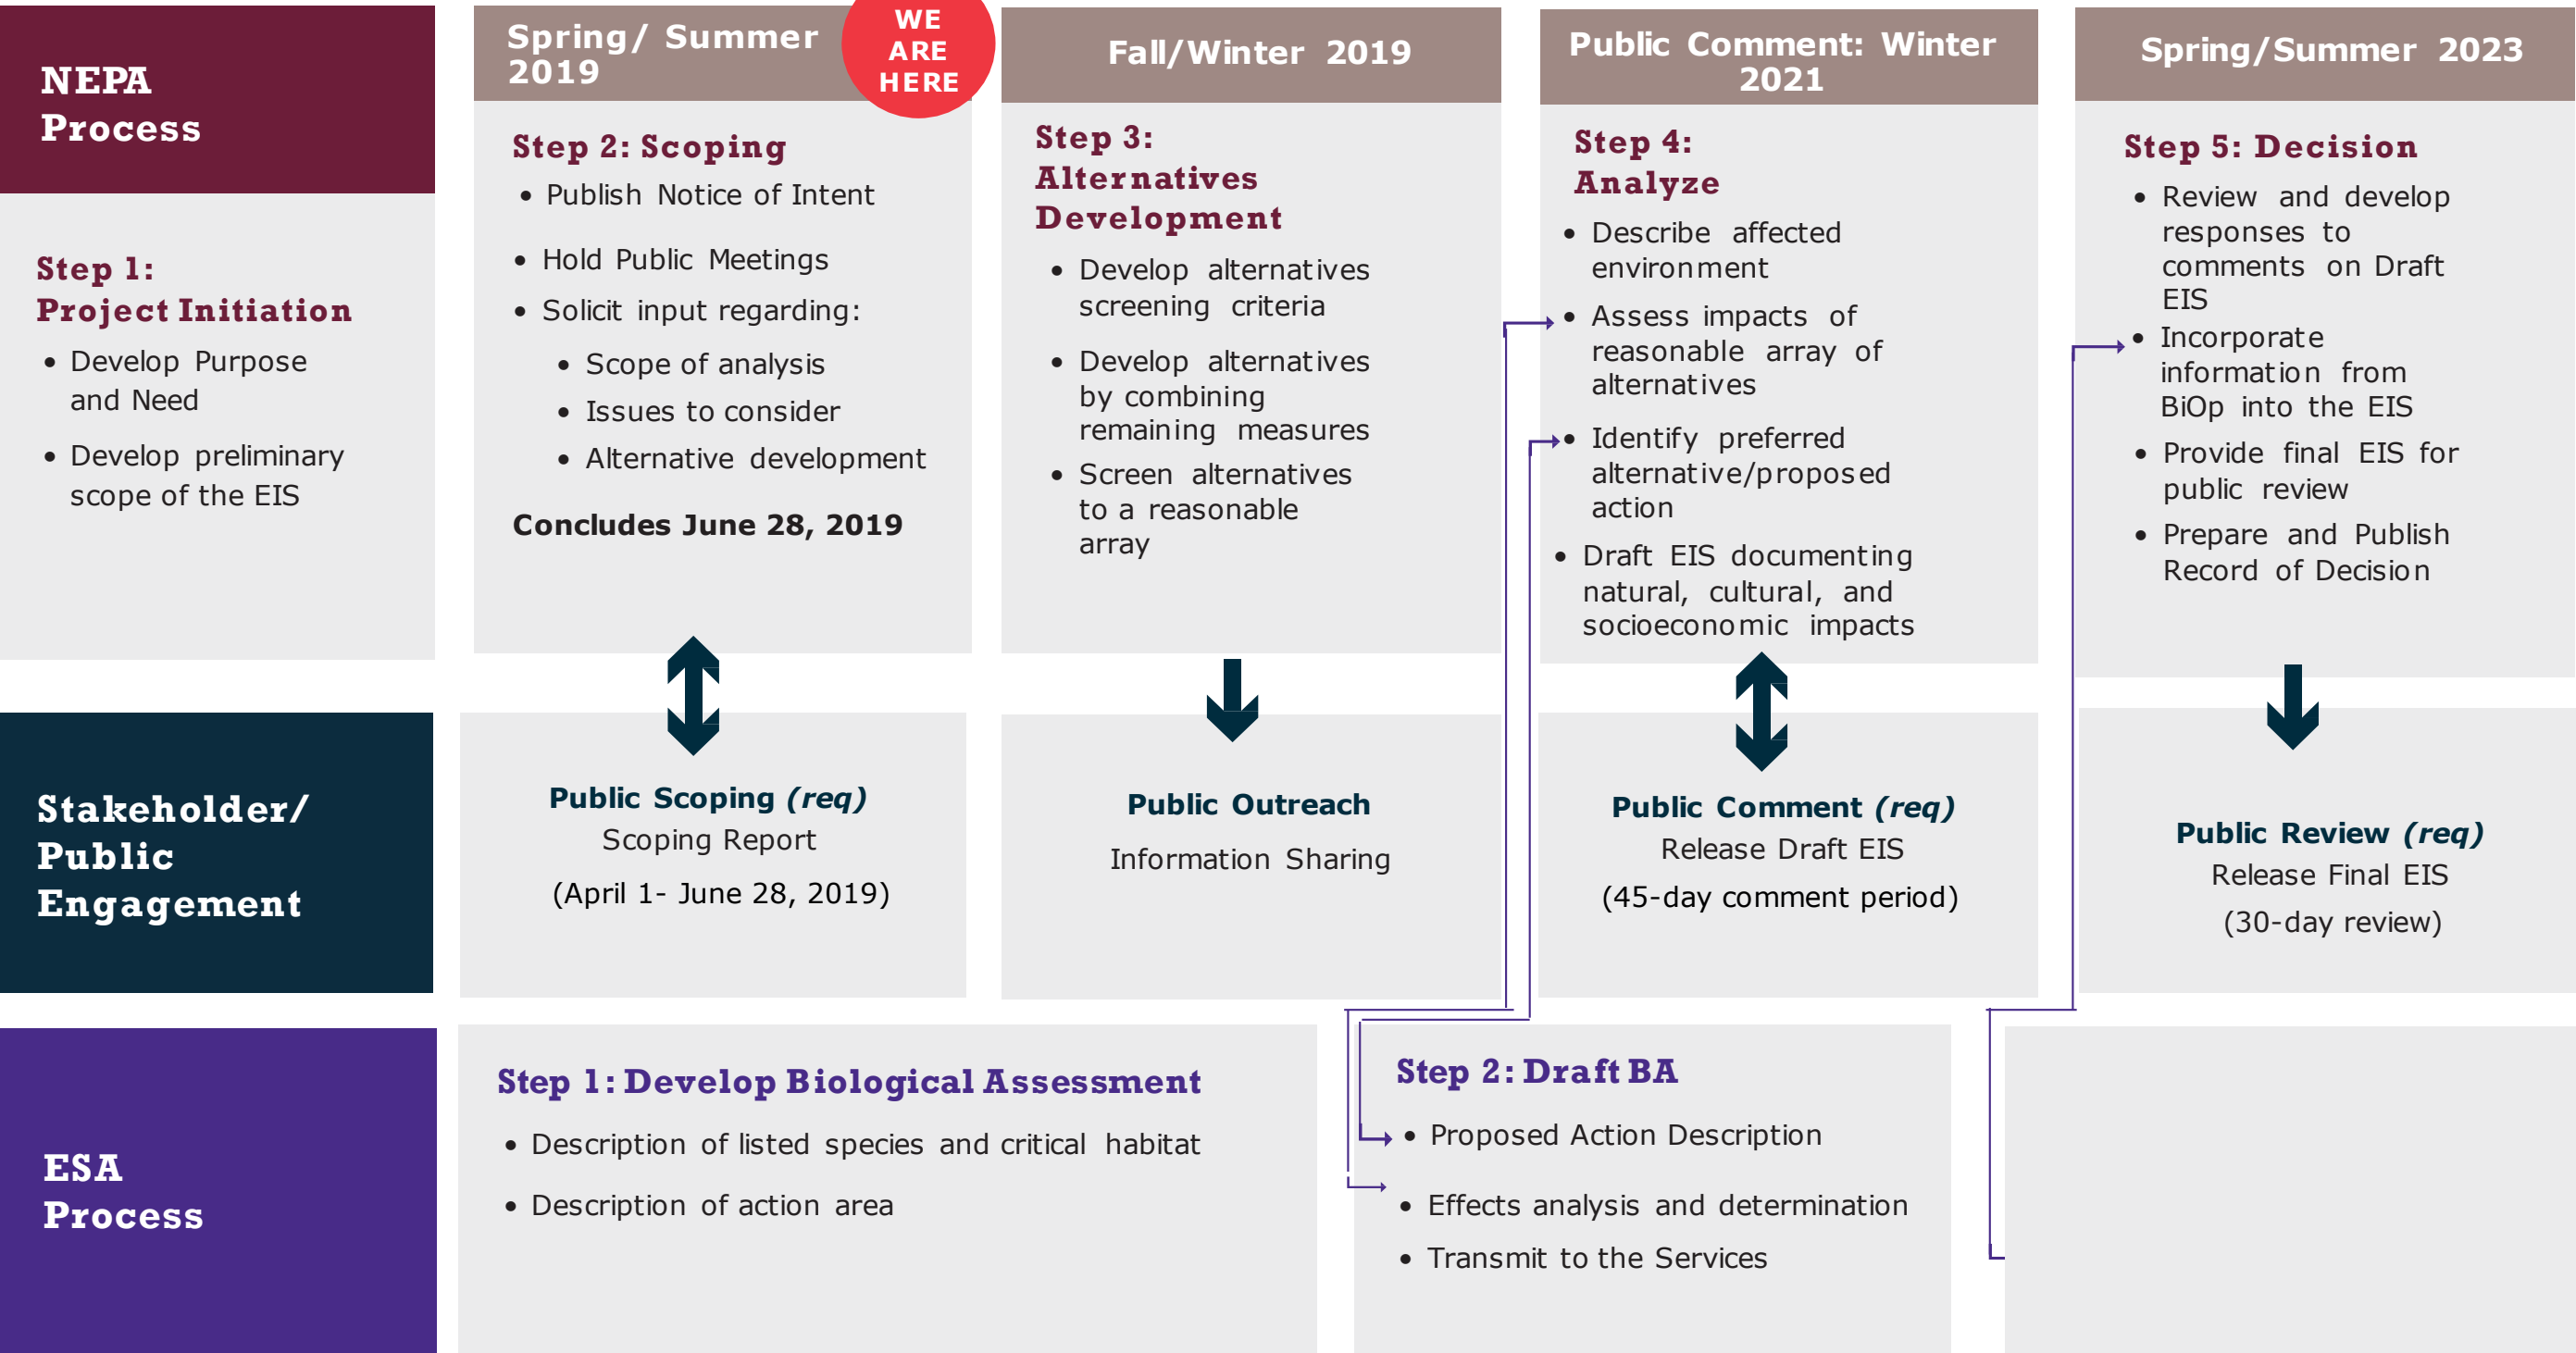 NEPA
Process
Step 1:
Project Initiation
• Develop Purpose
and Need
• Develop preliminary
scope of the EIS
Spring/ Summer
2019
WE
ARE
HERE
Step 2: Scoping
• Publish Notice of Intent
• Hold Public Meetings
• Solicit input regarding:
• Scope of analysis
• Issues to consider
• Alternative development
Concludes June 28, 2019
Fall/Winter 2019
Step 3:
Alternatives
Development
• Develop alternatives
screening criteria
• Develop alternatives
by combining
remaining measures
• Screen alternatives
to a reasonable
array
Public Comment: Winter
2021
Step 4:
Analyze
• Describe affected
environment
• Assess impacts of
reasonable array of
alternatives
• Identify preferred
alternative/proposed
action
• Draft EIS documenting
natural, cultural, and
socioeconomic impacts
Spring/Summer 2023
Step 5: Decision
• Review and develop
responses to
comments on Draft
EIS
• Incorporate
information from
BiOp into the EIS
• Provide final EIS for
public review
• Prepare and Publish
Record of Decision
Stakeholder/
Public
Engagement
Public Scoping (req)
Scoping Report
(April 1- June 28, 2019)
Public Outreach
Information Sharing
Public Comment (req)
Release Draft EIS
(45-day comment period)
Public Review (req)
Release Final EIS
(30-day review)
ESA
Process
Step 1: Develop Biological Assessment
• Description of listed species and critical habitat
• Description of action area
Step 2: Draft BA
• Proposed Action Description
• Effects analysis and determination
• Transmit to the Services